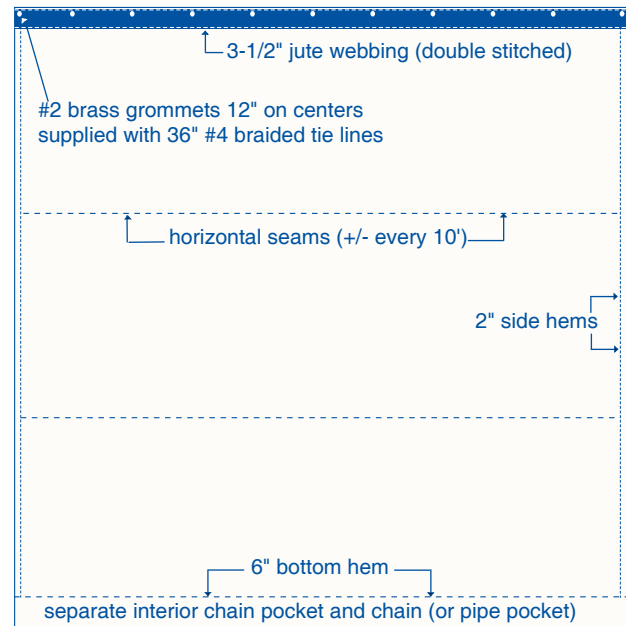 3-1/2" jute webbing (double stitched)
#2 brass grommets 12" on centers
supplied with 36" #4 braided tie lines
horizontal seams (+/- every 10')
2" side hems
6" bottom hem
separate interior chain pocket and chain (or pipe pocket)